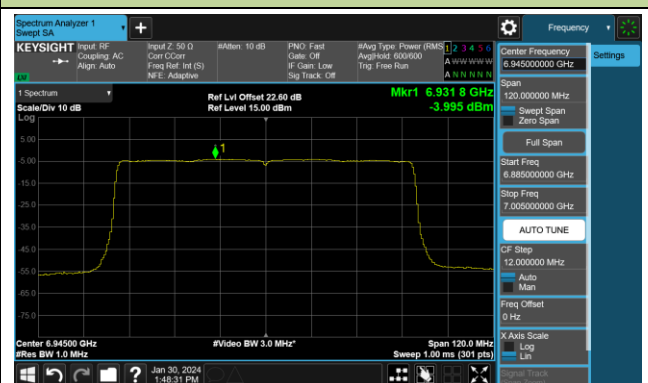 Spectrum Analyzer 1
Swept SA
Frequency
KEYSIGHT
Input: RF
Coupling: AC
Align: Auto
Input Z: 50 Ω
Corr CCorr
Freq Ref: Int (S)
NFE: Adaptive
#Atten: 10 dB
PNO: Fast
Gate: Off
IF Gain: Low
Sig Track: Off
#Avg Type: Power (RMS
Avg|Hold: 600/600
Trig: Free Run
1 2 3 4 5 6
A W W W W W
A N N N N N
Center Frequency
6.945000000 GHz
Settings
Span
120.000000 MHz
Swept Span
Zero Span
Full Span
Start Freq
6.885000000 GHz
Stop Freq
7.005000000 GHz
AUTO TUNE
CF Step
12.000000 MHz
Auto
Man
Freq Offset
0 Hz
X Axis Scale
Log
Lin
Signal Track
1 Spectrum
Scale/Div 10 dB
Log
Ref Lvl Offset 22.60 dB
Ref Level 15.00 dBm
Mkr1 6.931 8 GHz
-3.995 dBm
1
5.00
-5.00
-15.0
-25.0
-35.0
-45.0
-55.0
-65.0
-75.0
Center 6.94500 GHz
#Res BW 1.0 MHz
#Video BW 3.0 MHz*
Span 120.0 MHz
Sweep 1.00 ms (301 pts)
Jan 30, 2024
1:48:31 PM